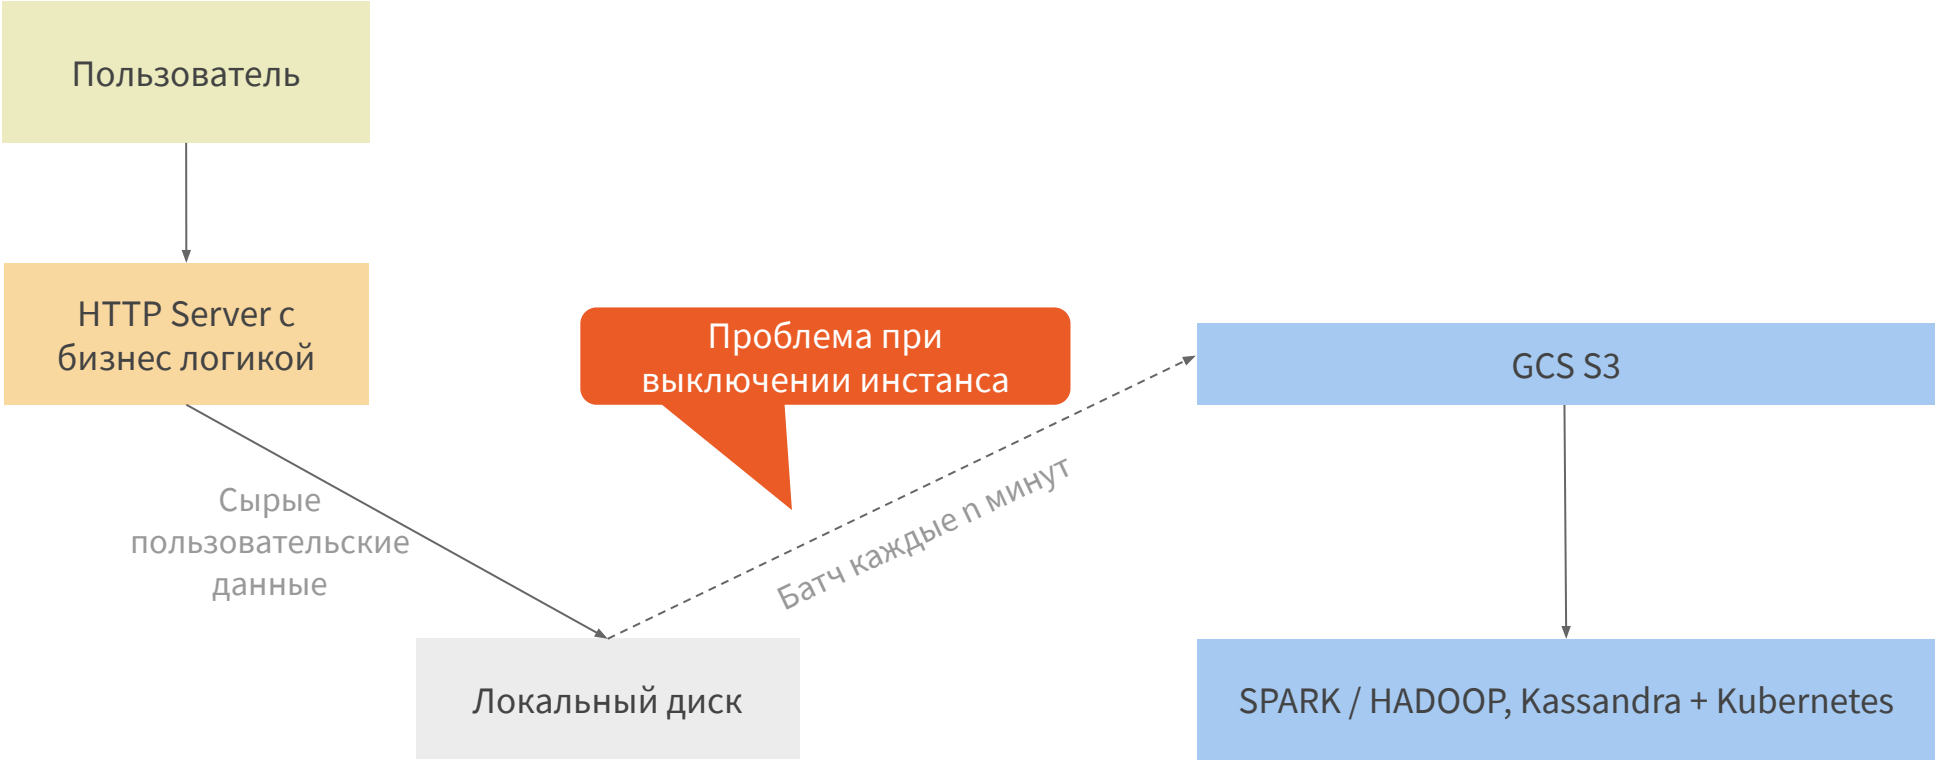 Пользователь
HTTP Server с
бизнес логикой
Проблема при
выключении инстанса
GCS S3
Сырые
пользовательские
данные
Батч каждые n минут
Локальный диск
SPARK / HADOOP, Kassandra + Kubernetes